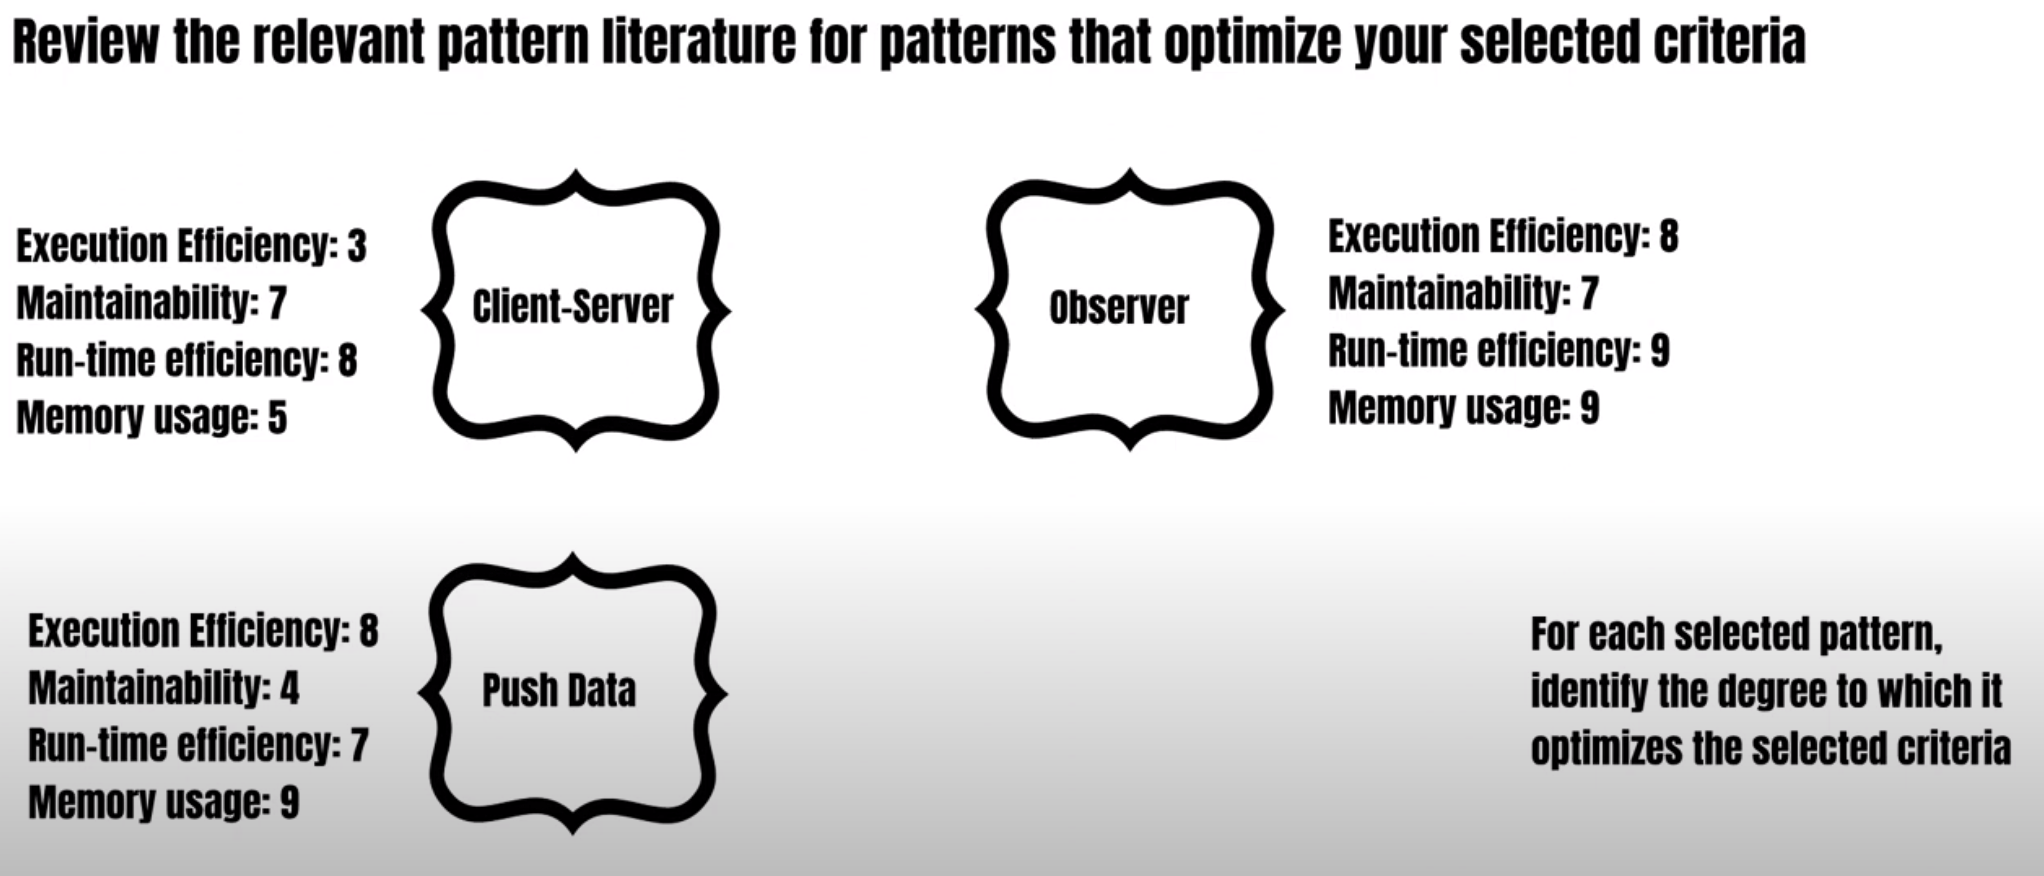 Review the relevant pattern literature for patterns that optimize your selected criteria
Execution Efficiency: 3
Maintainability: 7
Run-time efficiency: 8
Memory usage: 5
Client-Server
Observer
Execution Efficiency: 8
Maintainability: 7
Run-time efficiency: 9
Memory usage: 9
Execution Efficiency: 8
Maintainability: 4
Run-time efficiency: 7
Memory usage: 9
Push Data
For each selected pattern,
identify the degree to which it
optimizes the selected criteria